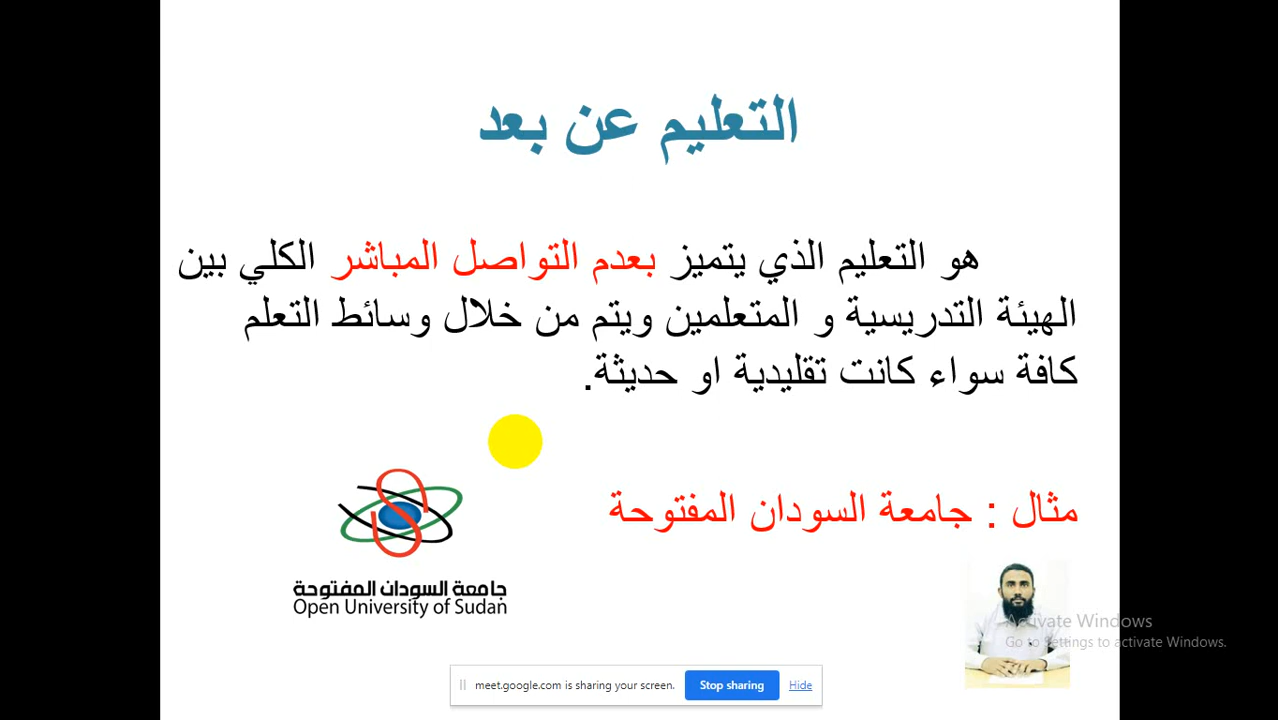 التعليم عن بعد
هو التعليم الذي يتميز بعدم التواصل المباشر الكلي بين
الهيئة التدريسية و المتعلمين ويتم من خلال وسائط التعلم
كافة سواء كانت تقليدية او حديثة.
مثال : جامعة السودان المفتوحة
جامعة السودان المفتوحة
Open University of Sudan
Activate Windows
Go to Settings to activate Windows.
meet.google.com is sharing your screen. Stop sharing Hide